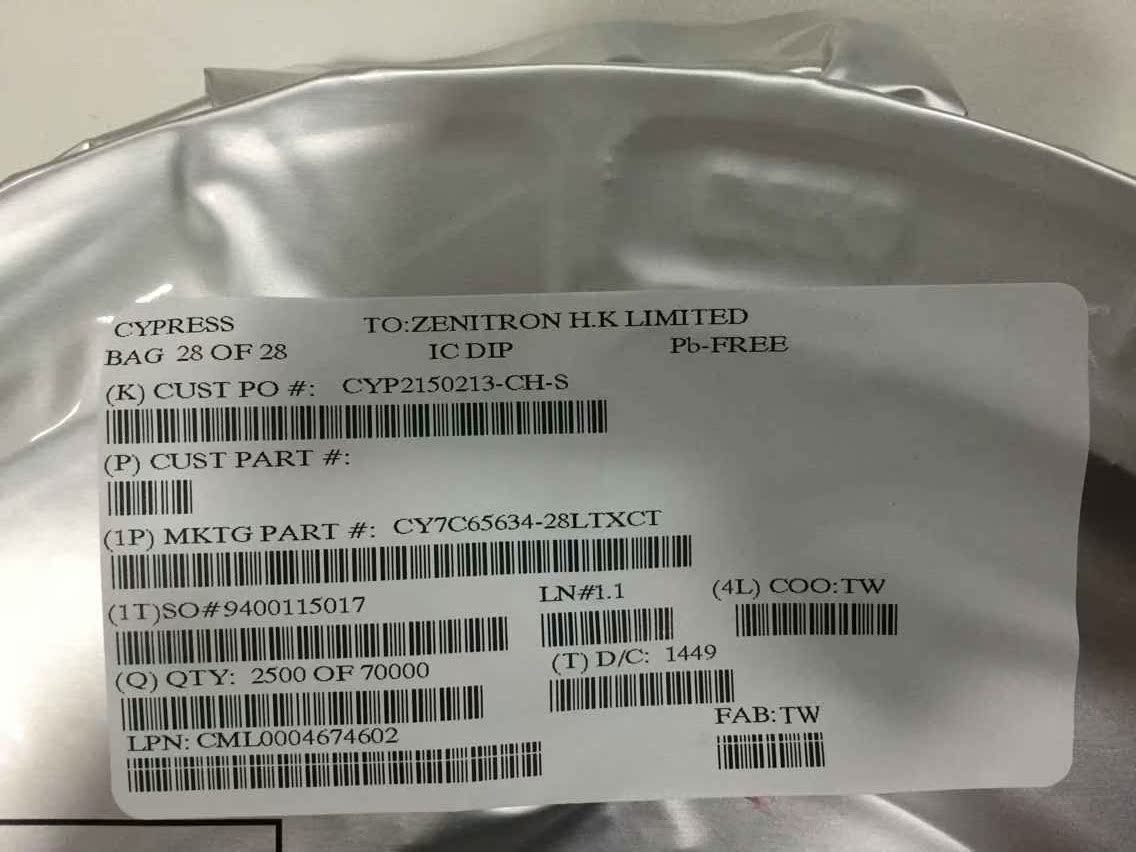 CYPRESS TO:ZENITRON H.K LIMITED
BAG 28 OF 28 IC DIP Pb-FREE
(K) CUST PO #: CYP2150213-CH-S
(P) CUST PART #:
(1P) MKTG PART #: CY7C65634-28LTXCT
(1T)SO#9400115017 LN#1.1 (4L) COO:TW
(Q) QTY: 2500 OF 70000 (T) D/C: 1449
LPN: CML0004674602 FAB:TW